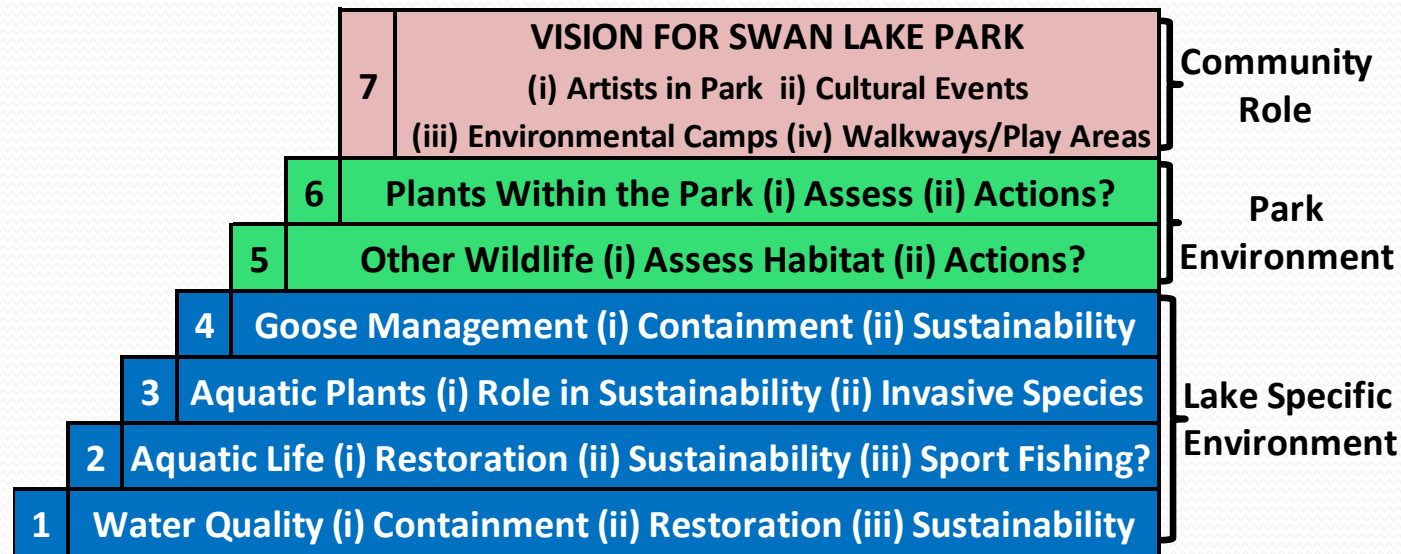 VISION FOR SWAN LAKE PARK
7
(i) Artists in Park ii) Cultural Events
(iii) Environmental Camps (iv) Walkways/Play Areas
Community
Role
6 Plants Within the Park (i) Assess (ii) Actions?
5 Other Wildlife (i) Assess Habitat (ii) Actions?
Park
Environment
4 Goose Management (i) Containment (ii) Sustainability
3 Aquatic Plants (i) Role in Sustainability (ii) Invasive Species
2 Aquatic Life (i) Restoration (ii) Sustainability (iii) Sport Fishing?
1 Water Quality (i) Containment (ii) Restoration (iii) Sustainability
Lake Specific
Environment